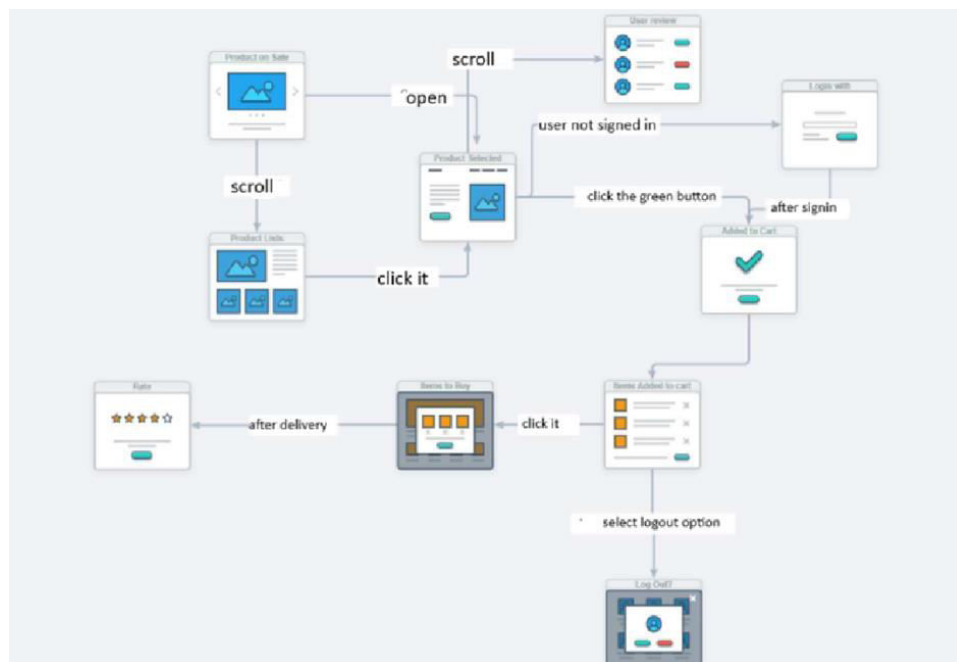 User review
Product on Sale
scroll
open
Login with
user not signed in
Product Selected
scroll
click the green button
after signin
Added to Cart
Product Lists
click it
Rate
Items to Buy
Items Added to cart
after delivery
click it
select logout option
Log Out?